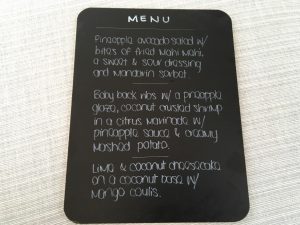 MENU
Pineapple avocado salad w/
bites of fried Mahi Mahi,
a sweet & sour dressing
and Mandarin sorbet.
Baby back ribs w/ a pineapple
glaze, coconut crusted shrimp
in a citrus marinade w/
pineapple sauce & creamy
Mashed potato.
Lime & coconut cheesecake
on a coconut base w/
Mango coulis.